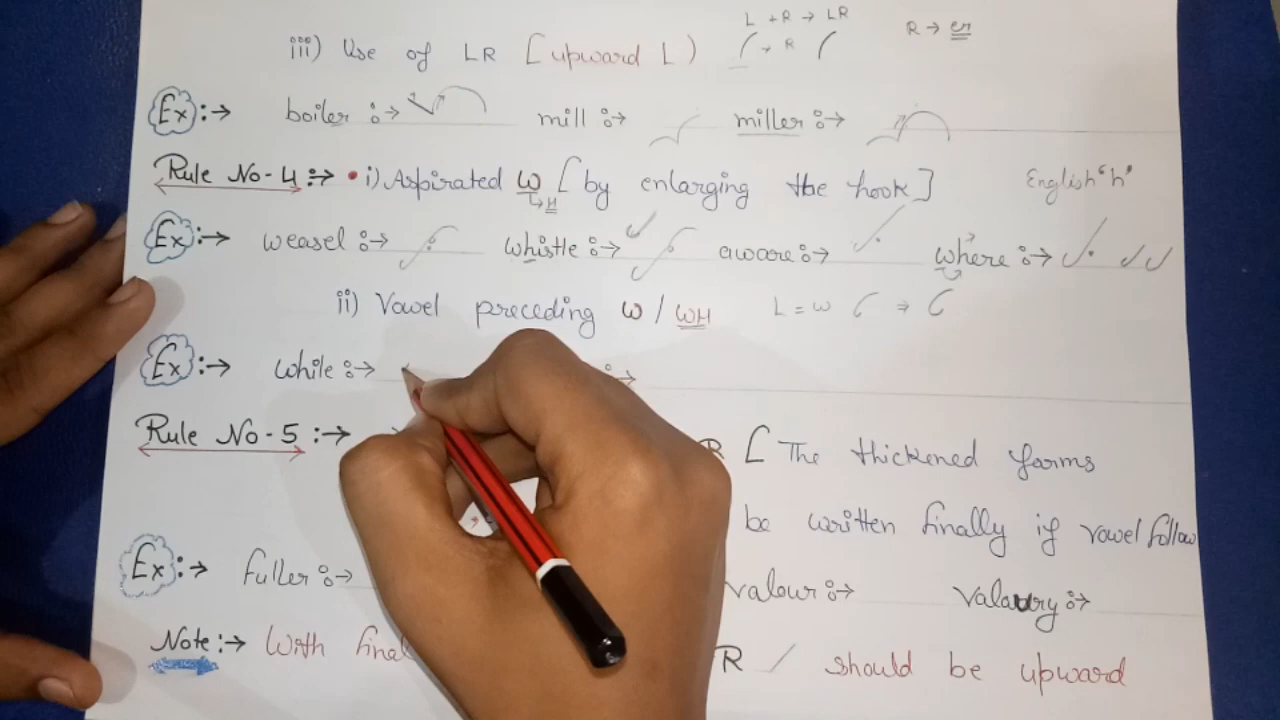 L + R → LR
( + R (
R → er
iii) Use of LR [upward L)
Ex :→ boiler :→ mill :→ miller :→
Rule No-4 :→ • i) Aspirated W [by enlarging the hook]
↳H
English 'h'
Ex :→ weasel :→ whistle :→ aware :→ where :→
ii) Vowel preceding W / WH L = W ( → (
Ex :→ while :→ :→
Rule No-5 :→ R [The thickened forms
be written finally if vowel follow
Ex :→ fuller :→ valour :→ Valaury :→
Note :→ With final R / should be upward